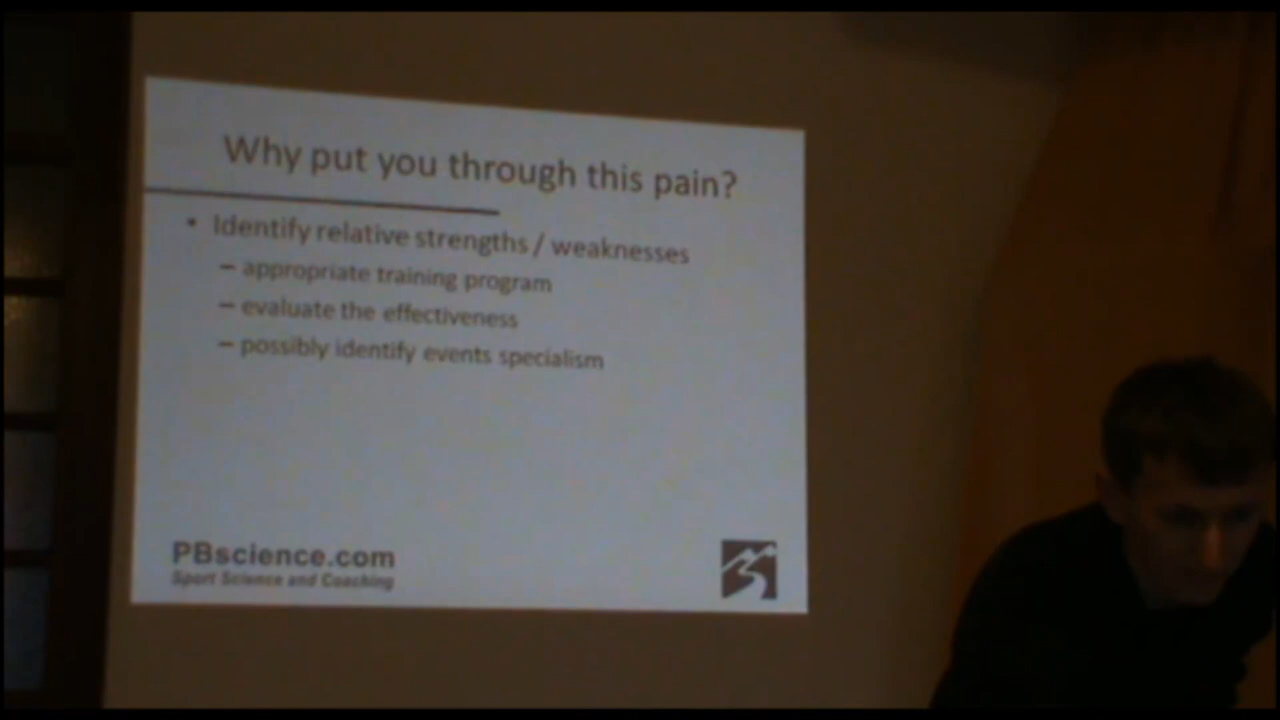 Why put you through this pain?
• Identify relative strengths / weaknesses
– appropriate training program
– evaluate the effectiveness
– possibly identify events specialism
PBscience.com
Sport Science and Coaching